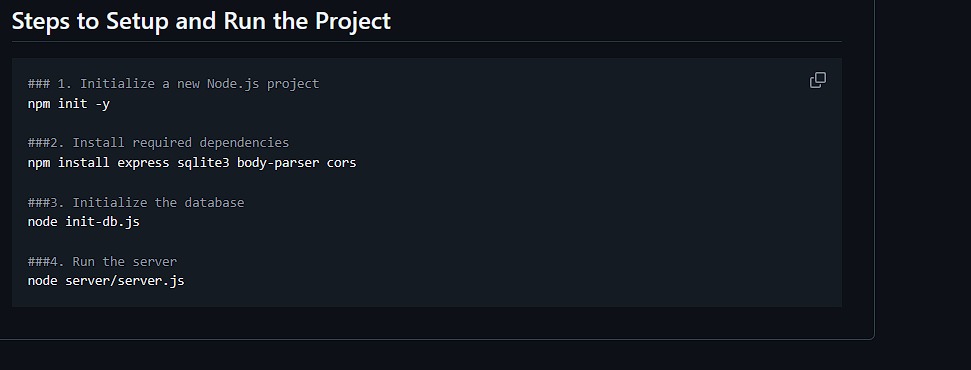 Steps to Setup and Run the Project
### 1. Initialize a new Node.js project
npm init -y
###2. Install required dependencies
npm install express sqlite3 body-parser cors
###3. Initialize the database
node init-db.js
###4. Run the server
node server/server.js